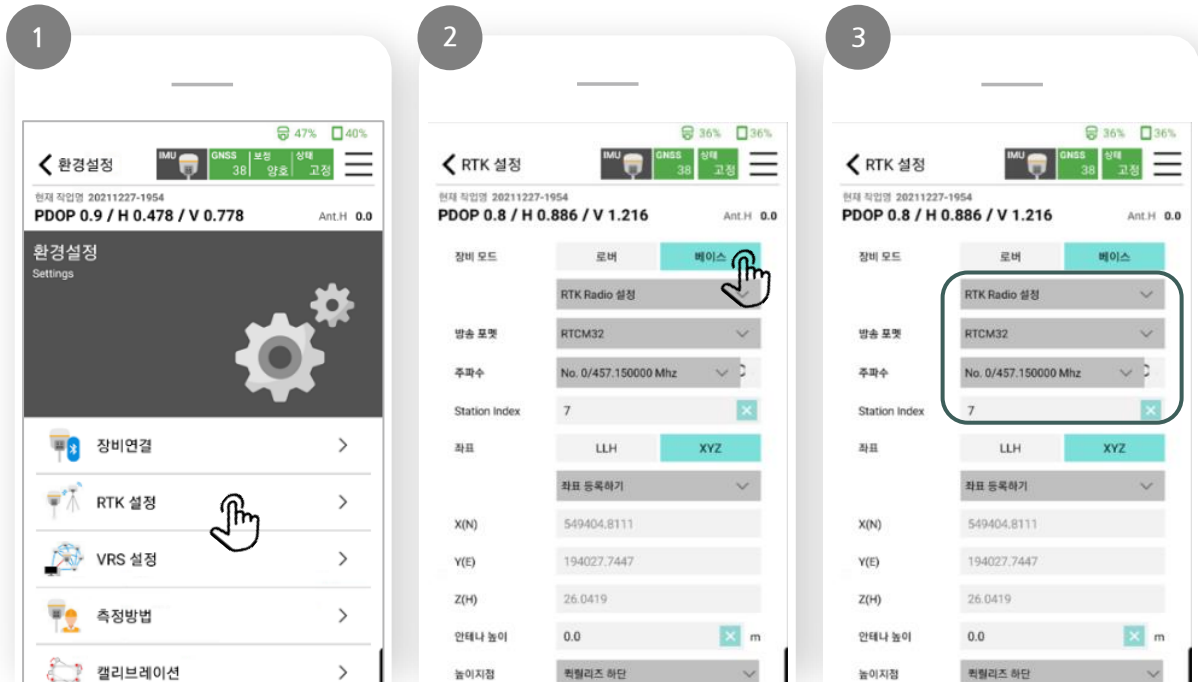 1
47% 40%
환경설정
IMU GNSS 38 보정 양호 상태 고정
현재 작업명 20211227-1954
PDOP 0.9 / H 0.478 / V 0.778 Ant.H 0.0
환경설정
Settings
장비연결
RTK 설정
VRS 설정
측정방법
캘리브레이션
2
36% 36%
RTK 설정
IMU GNSS 38 상태 고정
현재 작업명 20211227-1954
PDOP 0.8 / H 0.886 / V 1.216 Ant.H 0.0
장비 모드 로버 베이스
RTK Radio 설정
방송 포멧 RTCM32
주파수 No. 0/457.150000 Mhz
Station Index 7
좌표 LLH XYZ
좌표 등록하기
X(N) 549404.8111
Y(E) 194027.7447
Z(H) 26.0419
안테나 높이 0.0 m
높이지점 퀵릴리즈 하단
3
36% 36%
RTK 설정
IMU GNSS 38 상태 고정
현재 작업명 20211227-1954
PDOP 0.8 / H 0.886 / V 1.216 Ant.H 0.0
장비 모드 로버 베이스
RTK Radio 설정
방송 포멧 RTCM32
주파수 No. 0/457.150000 Mhz
Station Index 7
좌표 LLH XYZ
좌표 등록하기
X(N) 549404.8111
Y(E) 194027.7447
Z(H) 26.0419
안테나 높이 0.0 m
높이지점 퀵릴리즈 하단